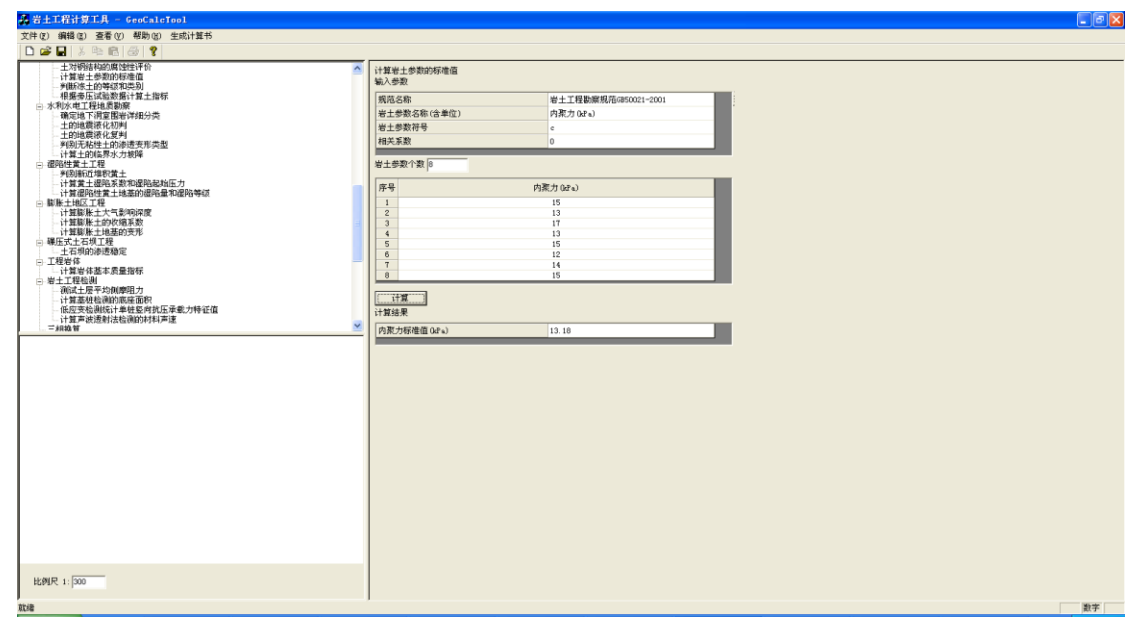 岩土工程计算工具 - GeoCalcTool
文件(F) 编辑(E) 查看(V) 帮助(H) 生成计算书
土对钢结构的腐蚀性评价
计算岩土参数的标准值
判断冻土的等级和类别
根据旁压试验数据计算土指标
水利水电工程地质勘察
确定地下洞室围岩详细分类
土的地震液化初判
土的地震液化复判
判别无粘性土的渗透变形类型
计算土的临界水力坡降
湿陷性黄土工程
判别新近堆积黄土
计算黄土湿陷系数和湿陷起始压力
计算湿陷性黄土地基的湿陷量和湿陷等级
膨胀土地区工程
计算膨胀土大气影响深度
计算膨胀土的收缩系数
计算膨胀土地基的变形
碾压式土石坝工程
土石坝的渗透稳定
工程岩体
计算岩体基本质量指标
岩土工程检测
测试土层平均侧摩阻力
计算基桩检测的底座面积
低应变检测统计单桩竖向抗压承载力特征值
计算声波透射法检测的材料声速
三相换算
比例尺 1: 300
计算岩土参数的标准值
输入参数
规范名称 岩土工程勘察规范GB50021-2001
岩土参数名称(含单位) 内聚力(kPa)
岩土参数符号 c
相关系数 0
岩土参数个数 8
序号 内聚力(kPa)
1 15
2 13
3 17
4 13
5 15
6 12
7 14
8 15
计算
计算结果
内聚力标准值(kPa) 13.18
就绪 数字